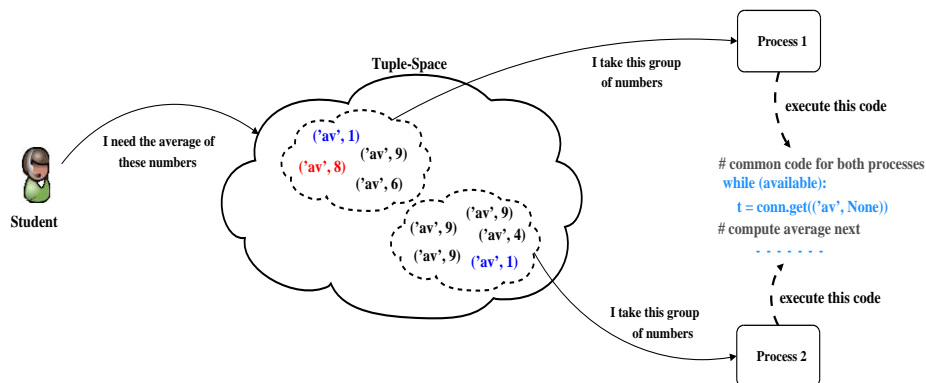 Process 1
Tuple-Space
I take this group
of numbers
execute this code
('av', 1)
I need the average of
these numbers
('av', 9)
('av', 8)
('av', 6)
# common code for both processes
while (available):
t = conn.get(('av', None))
# compute average next
- - - - - - -
Student
('av', 9)
('av', 9)
('av', 4)
('av', 9)
('av', 1)
execute this code
I take this group
of numbers
Process 2